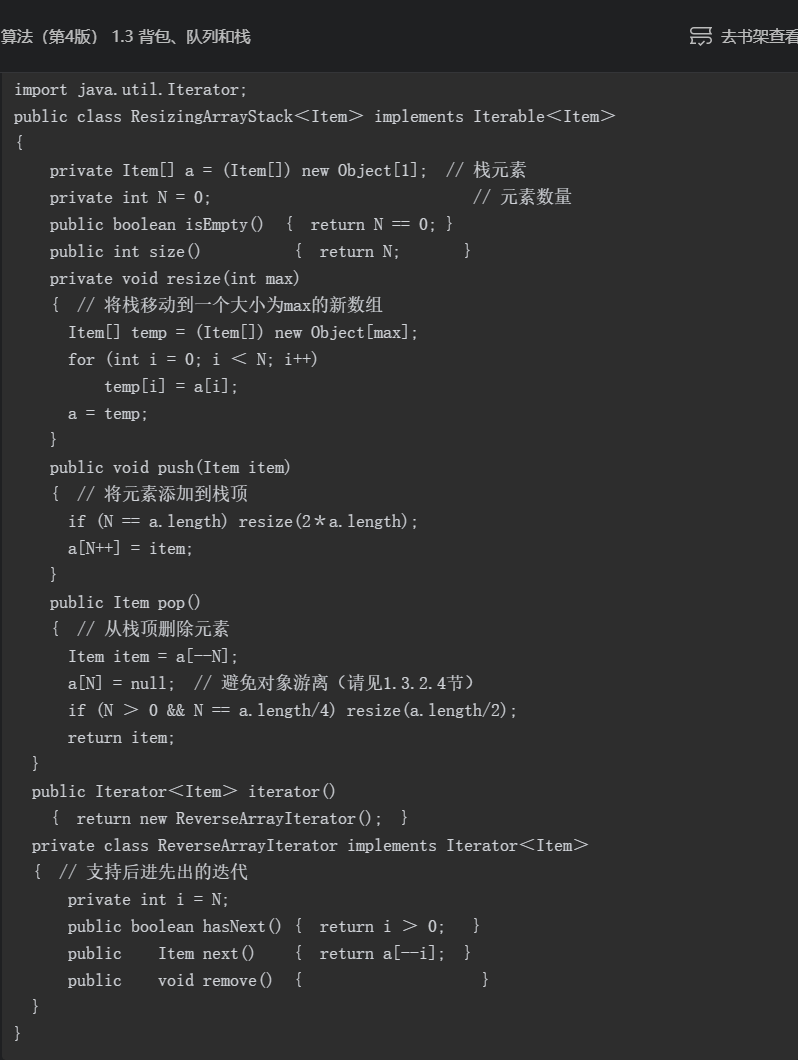 算法（第4版） 1.3 背包、队列和栈
去书架查看
import java.util.Iterator;
public class ResizingArrayStack＜Item＞ implements Iterable＜Item＞
{
    private Item[] a = (Item[]) new Object[1];  // 栈元素
    private int N = 0;                             // 元素数量
    public boolean isEmpty()  {  return N == 0; }
    public int size()          {  return N;       }
    private void resize(int max)
    {  // 将栈移动到一个大小为max的新数组
      Item[] temp = (Item[]) new Object[max];
      for (int i = 0; i ＜ N; i++)
          temp[i] = a[i];
      a = temp;
    }
    public void push(Item item)
    {  // 将元素添加到栈顶
      if (N == a.length) resize(2＊a.length);
      a[N++] = item;
    }
    public Item pop()
    {  // 从栈顶删除元素
      Item item = a[--N];
      a[N] = null;  // 避免对象游离（请见1.3.2.4节）
      if (N ＞ 0 && N == a.length/4) resize(a.length/2);
      return item;
  }
  public Iterator＜Item＞ iterator()
    {  return new ReverseArrayIterator();  }
  private class ReverseArrayIterator implements Iterator＜Item＞
  {  // 支持后进先出的迭代
      private int i = N;
      public boolean hasNext() {  return i ＞ 0;   }
      public    Item next()    {  return a[--i];  }
      public    void remove()  {                    }
  }
}